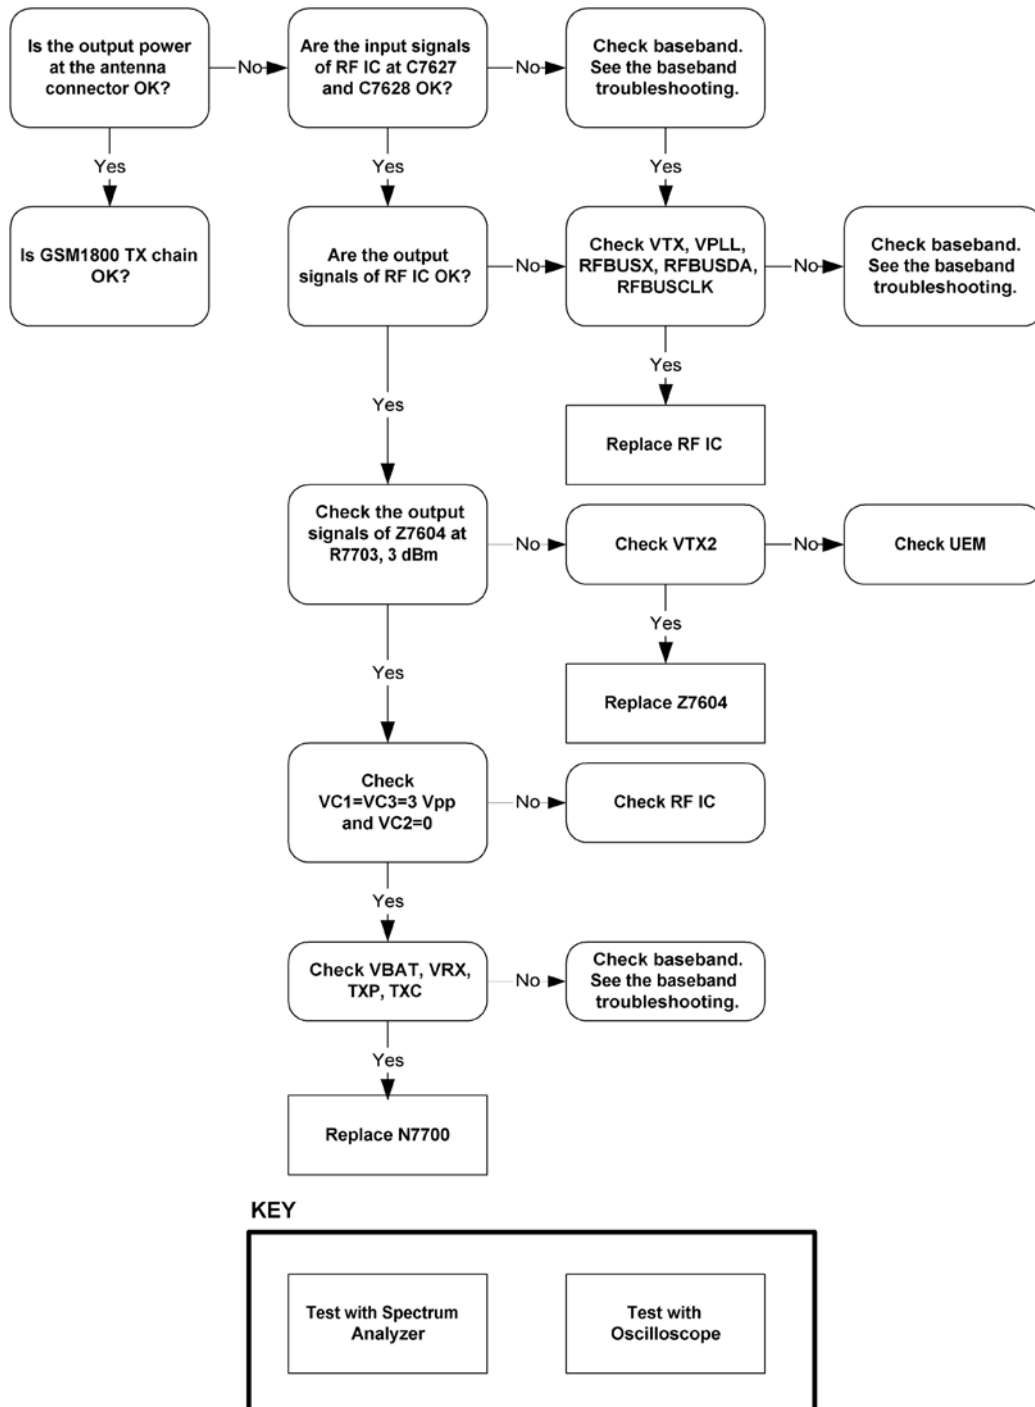 Is the output power
at the antenna
connector OK?
No
Are the input signals
of RF IC at C7627
and C7628 OK?
No
Check baseband.
See the baseband
troubleshooting.
Yes
Yes
Yes
Is GSM1800 TX chain
OK?
Are the output
signals of RF IC OK?
No
Check VTX, VPLL,
RFBUSX, RFBUSDA,
RFBUSCLK
No
Check baseband.
See the baseband
troubleshooting.
Yes
Yes
Replace RF IC
Check the output
signals of Z7604 at
R7703, 3 dBm
No
Check VTX2
No
Check UEM
Yes
Yes
Replace Z7604
Check
VC1=VC3=3 Vpp
and VC2=0
No
Check RF IC
Yes
Check VBAT, VRX,
TXP, TXC
No
Check baseband.
See the baseband
troubleshooting.
Yes
Replace N7700
KEY
Test with Spectrum
Analyzer
Test with
Oscilloscope